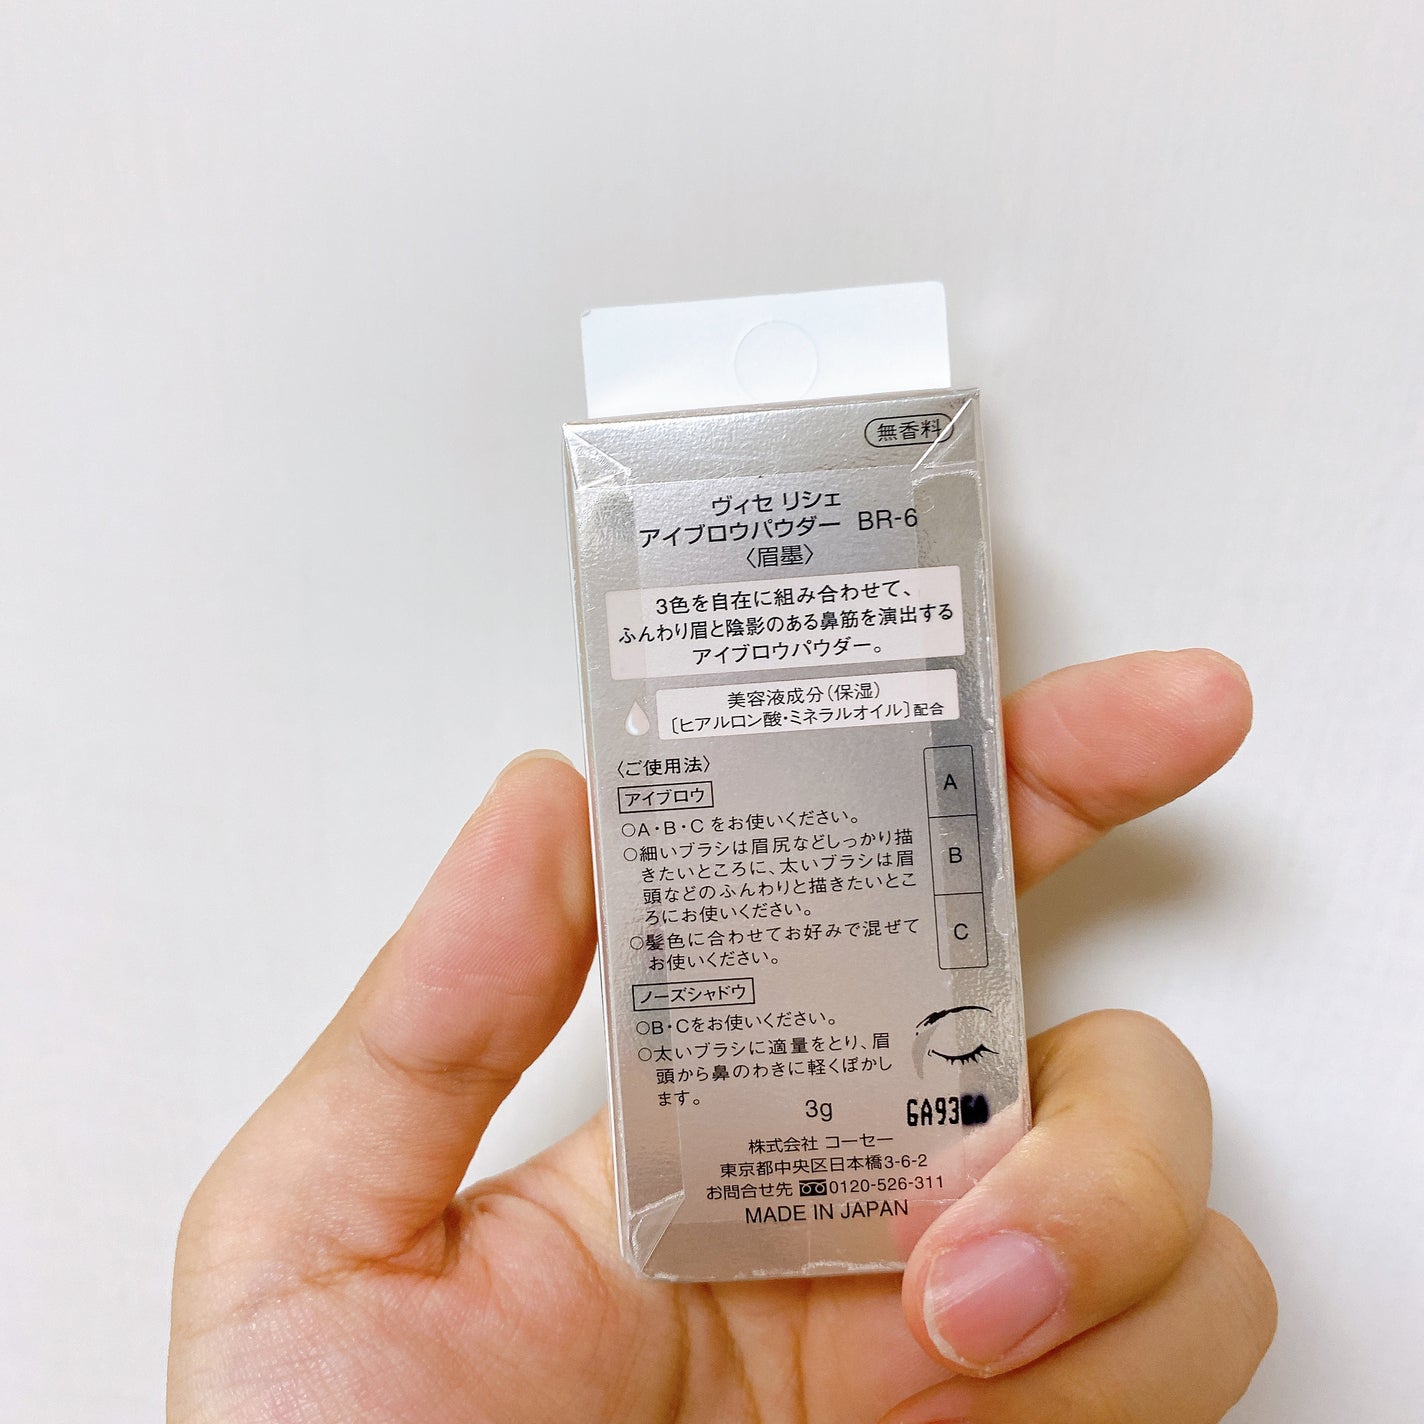 無香料
ヴィセ リシェ
アイブロウパウダー BR-6
〈眉墨〉
3色を自在に組み合わせて、
ふんわり眉と陰影のある鼻筋を演出する
アイブロウパウダー。
美容液成分(保湿)
〔ヒアルロン酸・ミネラルオイル〕配合
〈ご使用法〉
アイブロウ
○A・B・C をお使いください。
○細いブラシは眉尻などしっかり描
きたいところに、太いブラシは眉
頭などのふんわりと描きたいとこ
ろにお使いください。
○髪色に合わせてお好みで混ぜて
お使いください。
A
B
C
ノーズシャドウ
○B・Cをお使いください。
○太いブラシに適量をとり、眉
頭から鼻のわきに軽くぼかし
ます。
3g
株式会社 コーセー
東京都中央区日本橋3-6-2
お問合せ先 0120-526-311
MADE IN JAPAN